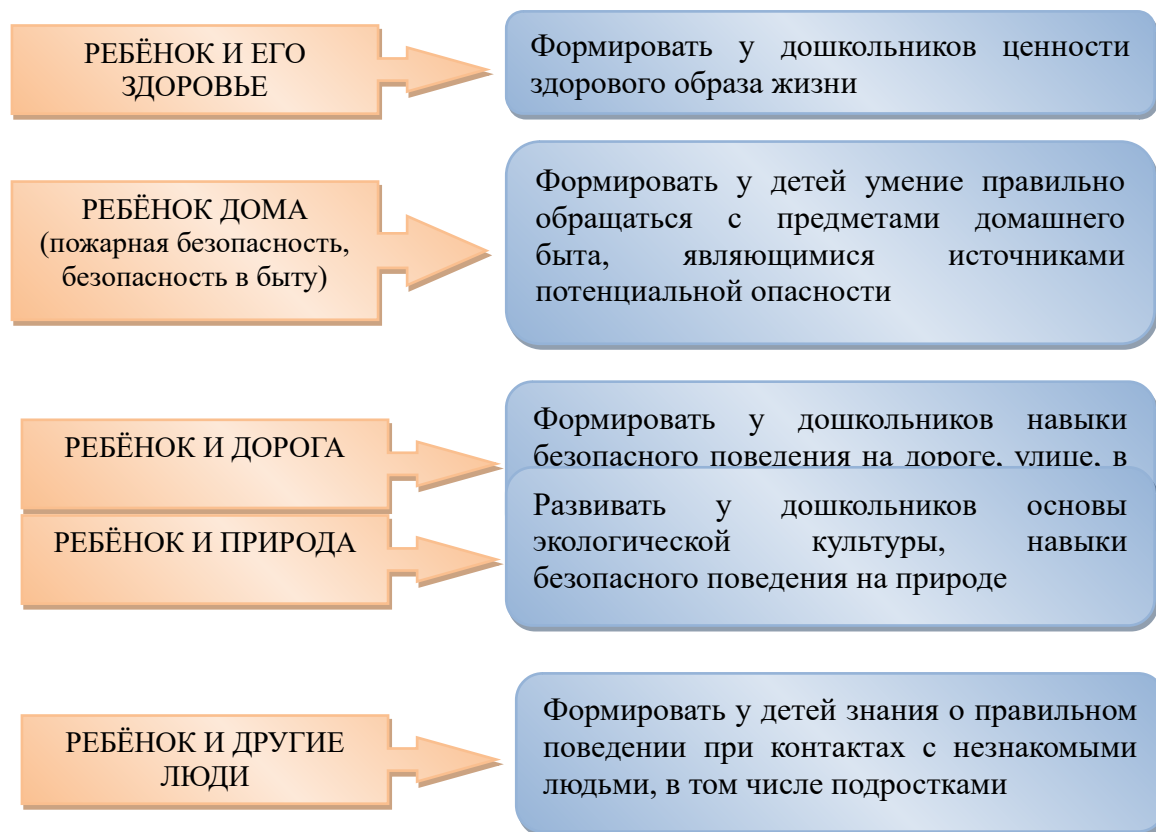 РЕБЁНОК И ЕГО
ЗДОРОВЬЕ
Формировать у дошкольников ценности
здорового образа жизни
РЕБЁНОК ДОМА
(пожарная безопасность,
безопасность в быту)
Формировать у детей умение правильно
обращаться с предметами домашнего
быта, являющимися источниками
потенциальной опасности
РЕБЁНОК И ДОРОГА
Формировать у дошкольников навыки
безопасного поведения на дороге, улице, в
РЕБЁНОК И ПРИРОДА
Развивать у дошкольников основы
экологической культуры, навыки
безопасного поведения на природе
РЕБЁНОК И ДРУГИЕ
ЛЮДИ
Формировать у детей знания о правильном
поведении при контактах с незнакомыми
людьми, в том числе подростками